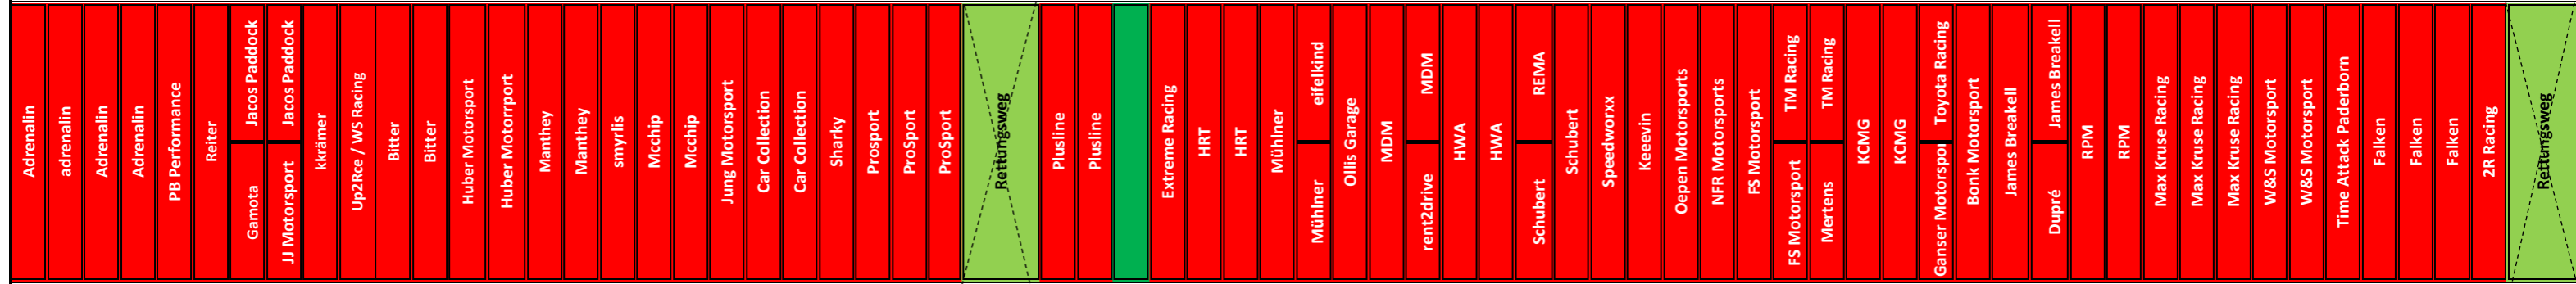 Adrenalin
adrenalin
Adrenalin
Adrenalin
PB Performance
Reiter
Jacos Paddock
Gamota
Jacos Paddock
JJ Motorsport
kkrämer
Up2Rce / WS Racing
Bitter
Bitter
Huber Motorsport
Huber Motorrport
Manthey
Manthey
smyrlis
Mcchip
Mcchip
Jung Motorsport
Car Collection
Car Collection
Sharky
Prosport
ProSport
ProSport
Rettungsweg
Plusline
Plusline
Extreme Racing
HRT
HRT
Mühlner
eifelkind
Mühlner
Ollis Garage
MDM
MDM
rent2drive
HWA
HWA
REMA
Schubert
Schubert
Speedworxx
Keevin
Oepen Motorsports
NFR Motorsports
FS Motorsport
TM Racing
FS Motorsport
TM Racing
Mertens
KCMG
KCMG
Toyota Racing
Ganser Motorspou
Bonk Motorsport
James Breakell
James Breakell
Dupré
RPM
RPM
Max Kruse Racing
Max Kruse Racing
Max Kruse Racing
W&S Motorsport
W&S Motorsport
Time Attack Paderborn
Falken
Falken
Falken
2R Racing
Rettungsweg